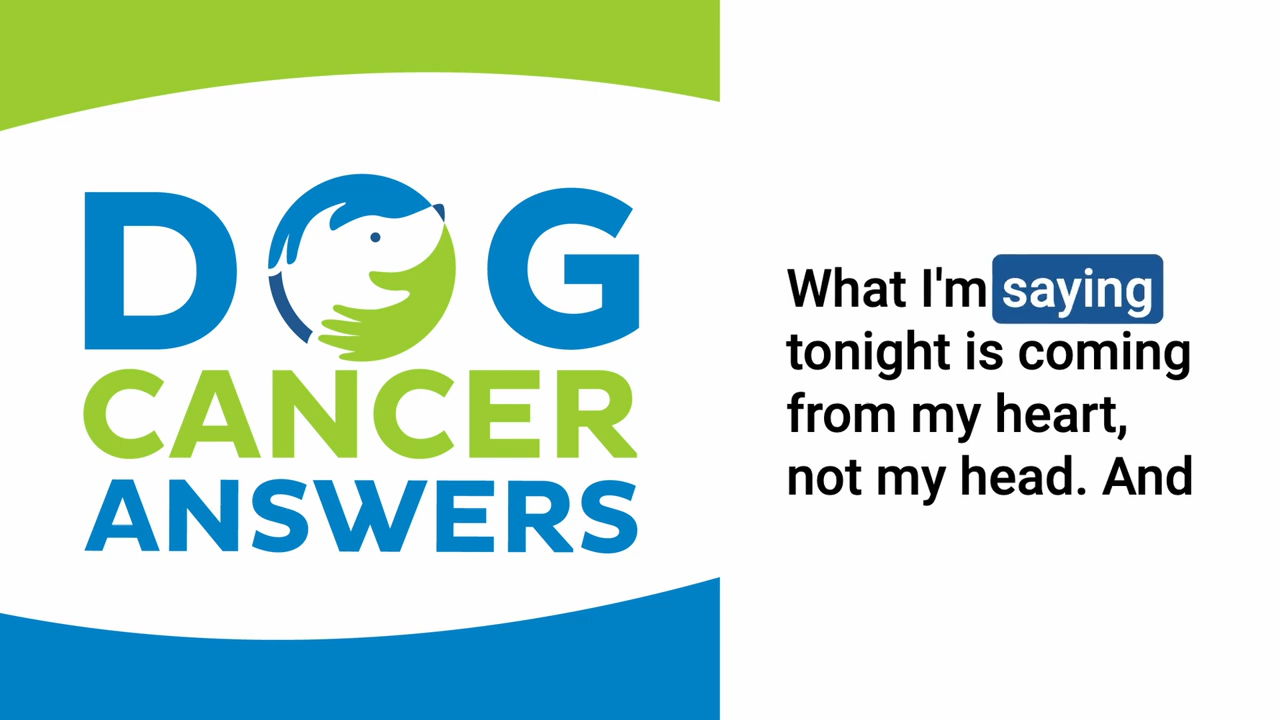 DOG
CANCER
ANSWERS
What I'm saying
tonight is coming
from my heart,
not my head. And